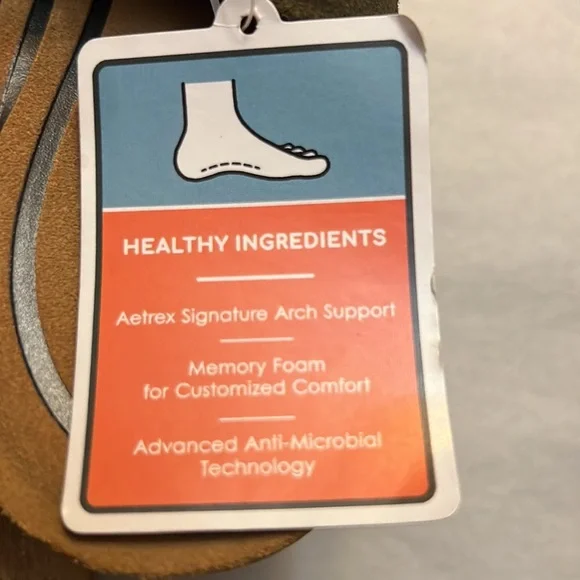 HEALTHY INGREDIENTS
Aetrex Signature Arch Support
Memory Foam
for Customized Comfort
Advanced Anti-Microbial
Technology